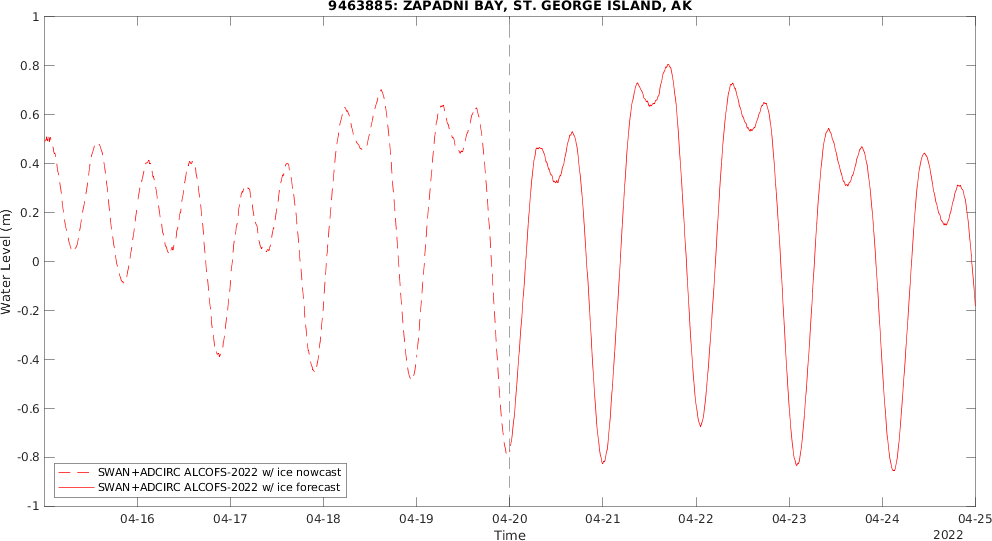 9463885: ZAPADNI BAY, ST. GEORGE ISLAND, AK
1
0.8
0.6
0.4
0.2
0
-0.2
-0.4
-0.6
-0.8
-1
Water Level (m)
SWAN+ADCIRC ALCOFS-2022 w/ ice nowcast
SWAN+ADCIRC ALCOFS-2022 w/ ice forecast
04-16 04-17 04-18 04-19 04-20 04-21 04-22 04-23 04-24 04-25
Time
2022